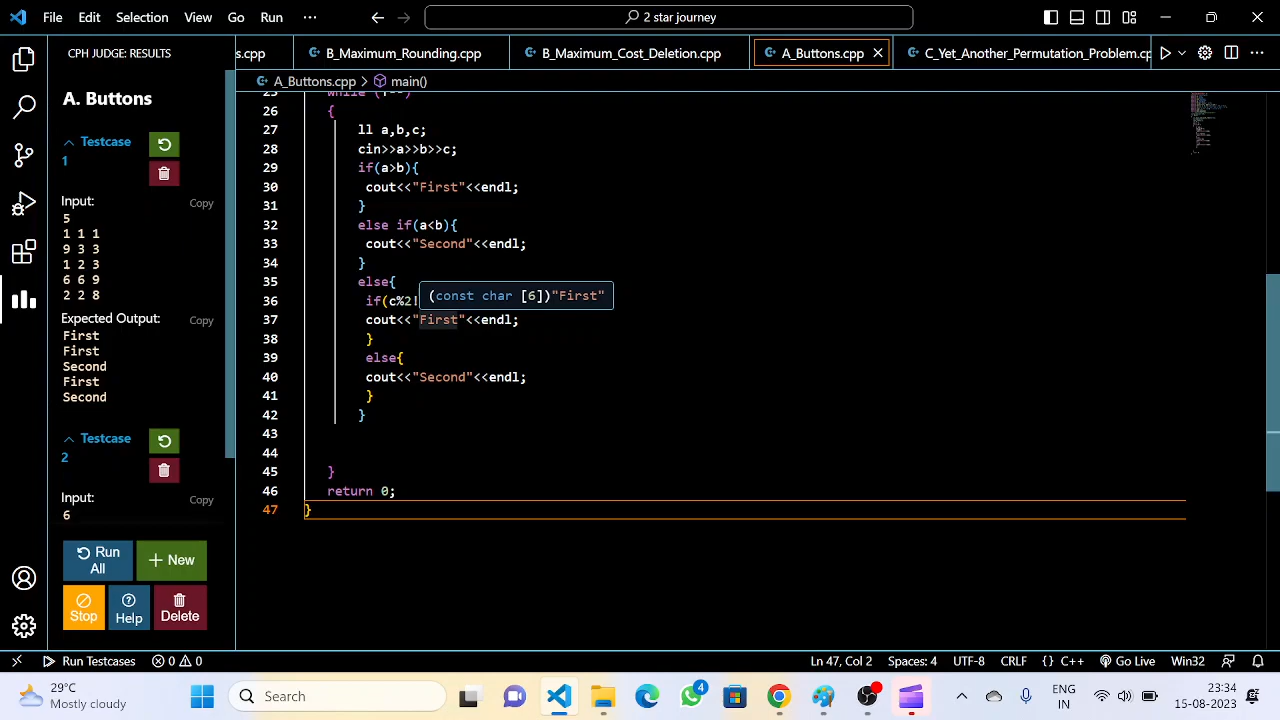 File Edit Selection View Go Run ··· 2 star journey
CPH JUDGE: RESULTS
s.cpp B_Maximum_Rounding.cpp B_Maximum_Cost_Deletion.cpp A_Buttons.cpp C_Yet_Another_Permutation_Problem.cp
A_Buttons.cpp > main()
A. Buttons
Testcase
1
Input:
Copy
5
1 1 1
9 3 3
1 2 3
6 6 9
2 2 8
Expected Output:
Copy
First
First
Second
First
Second
Testcase
2
Input:
Copy
6
Run All
New
Stop
Help
Delete
26 {
27 ll a,b,c;
28 cin>>a>>b>>c;
29 if(a>b){
30 cout<<"First"<<endl;
31 }
32 else if(a<b){
33 cout<<"Second"<<endl;
34 }
35 else{
(const char [6])"First"
36 if(c%2!
37 cout<<"First"<<endl;
38 }
39 else{
40 cout<<"Second"<<endl;
41 }
42 }
43
44
45 }
46 return 0;
47 }
Run Testcases 0 0 Ln 47, Col 2 Spaces: 4 UTF-8 CRLF {} C++ Go Live Win32
29°C
Mostly cloudy
Search
4
ENG
IN
23:34
15-08-2023